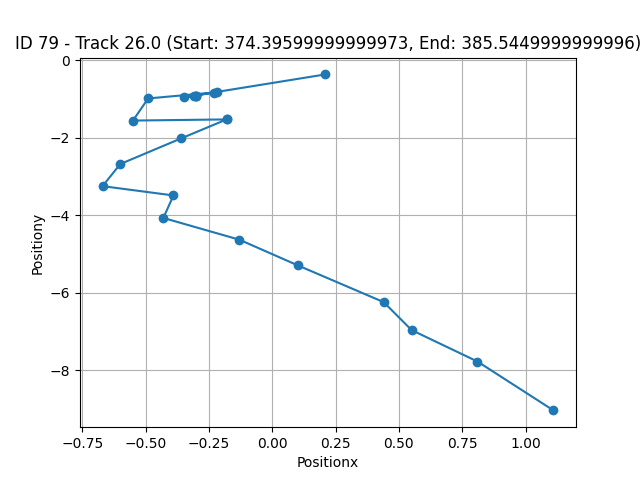 ID 79 - Track 26.0 (Start: 374.39599999999973, End: 385.5449999999996)
0
−2
−4
−6
−8
Positiony
−0.75 −0.50 −0.25 0.00 0.25 0.50 0.75 1.00
Positionx